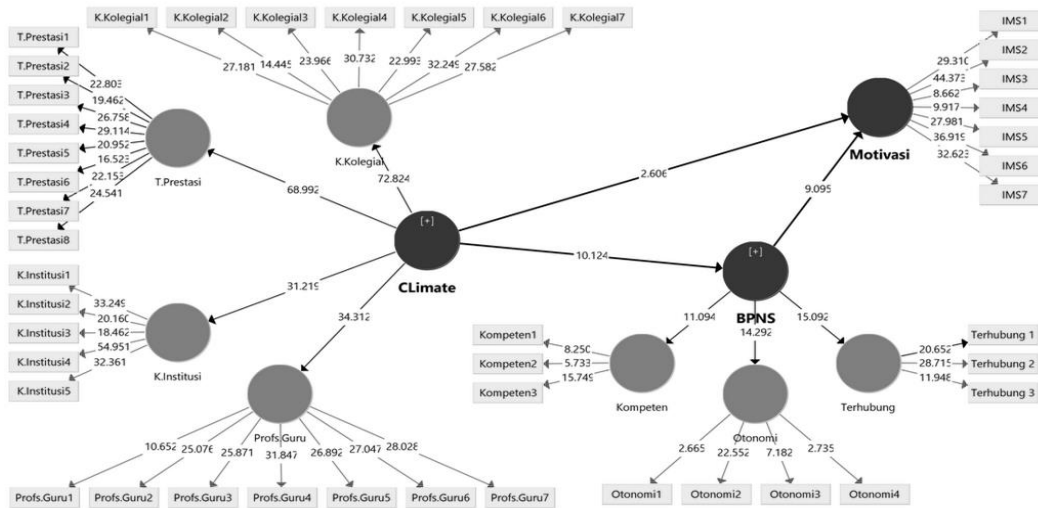 K.Kolegial1
K.Kolegial2
K.Kolegial3
K.Kolegial4
K.Kolegial5
K.Kolegial6
K.Kolegial7
27.181
14.445
23.966
30.732
22.993
32.249
27.582
K.Kolegial
72.824
T.Prestasi1
T.Prestasi2
T.Prestasi3
T.Prestasi4
T.Prestasi5
T.Prestasi6
T.Prestasi7
T.Prestasi8
22.803
19.462
26.758
29.114
20.952
16.523
22.153
24.541
T.Prestasi
68.992
IMS1
IMS2
IMS3
IMS4
IMS5
IMS6
IMS7
29.310
44.373
8.662
9.917
27.981
36.919
32.623
Motivasi
2.606
9.095
[+]
CLimate
10.124
[+]
BPNS
K.Institusi1
K.Institusi2
K.Institusi3
K.Institusi4
K.Institusi5
33.249
20.160
18.462
54.951
32.361
K.Institusi
31.219
34.312
Profs.Guru
10.652
25.076
25.871
31.847
26.892
27.047
28.028
Profs.Guru1
Profs.Guru2
Profs.Guru3
Profs.Guru4
Profs.Guru5
Profs.Guru6
Profs.Guru7
11.094
14.292
15.092
Kompeten1
Kompeten2
Kompeten3
8.250
5.733
15.749
Kompeten
Otonomi
2.665
22.552
7.182
2.735
Otonomi1
Otonomi2
Otonomi3
Otonomi4
Terhubung
20.652
28.715
11.948
Terhubung 1
Terhubung 2
Terhubung 3